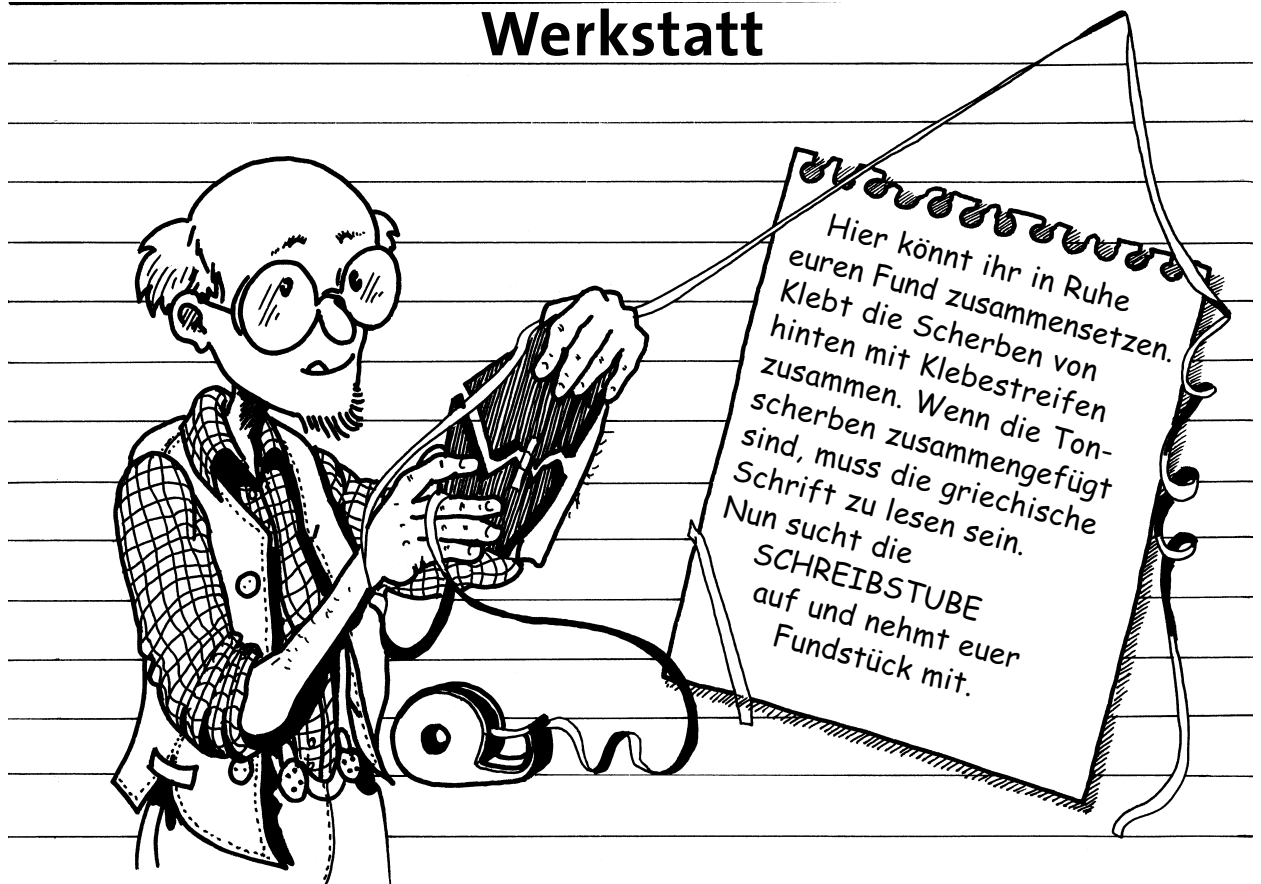 Werkstatt
Hier könnt ihr in Ruhe
euren Fund zusammensetzen.
Klebt die Scherben von
hinten mit Klebestreifen
zusammen. Wenn die Ton-
scherben zusammengefügt
sind, muss die griechische
Schrift zu lesen sein.
Nun sucht die
SCHREIBSTUBE
auf und nehmt euer
Fundstück mit.